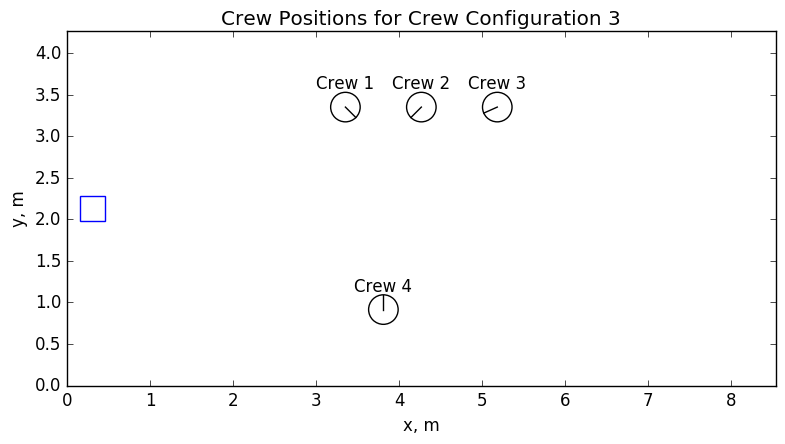 Crew Positions for Crew Configuration 3
4.0
3.5
3.0
2.5
2.0
1.5
1.0
0.5
0.0
y, m
Crew 1 Crew 2 Crew 3
Crew 4
0 1 2 3 4 5 6 7 8
x, m